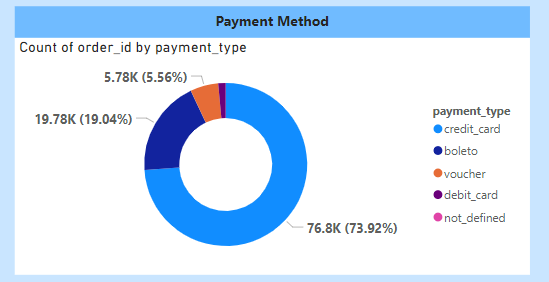 Payment Method
Count of order_id by payment_type
5.78K (5.56%)
19.78K (19.04%)
76.8K (73.92%)
payment_type
credit_card
boleto
voucher
debit_card
not_defined